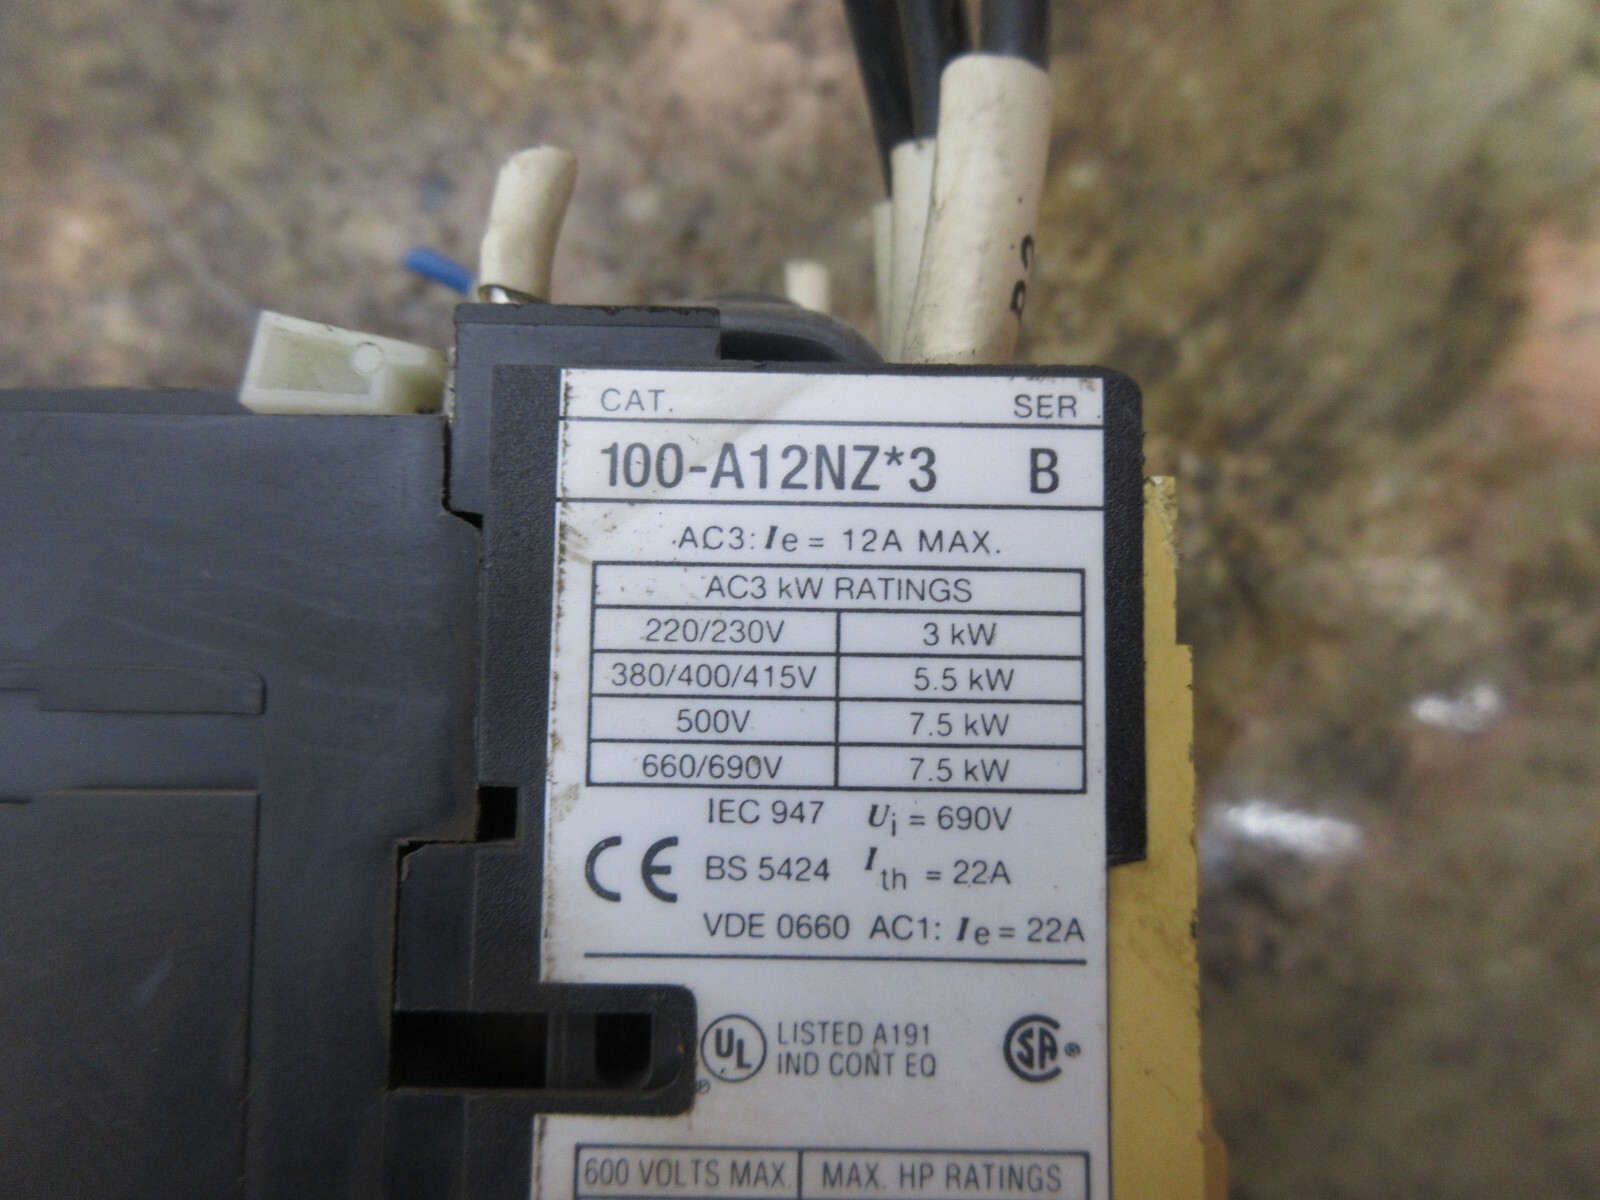 CAT. SER
100-A12NZ*3 B
AC3: Ie = 12A MAX.
AC3 kW RATINGS
220/230V 3 kW
380/400/415V 5.5 kW
500V 7.5 kW
660/690V 7.5 kW
IEC 947 Ui = 690V
CE BS 5424 Ith = 22A
VDE 0660 AC1: Ie = 22A
UL ® LISTED A191 SA ®
IND CONT EQ
600 VOLTS MAX. MAX. HP RATINGS